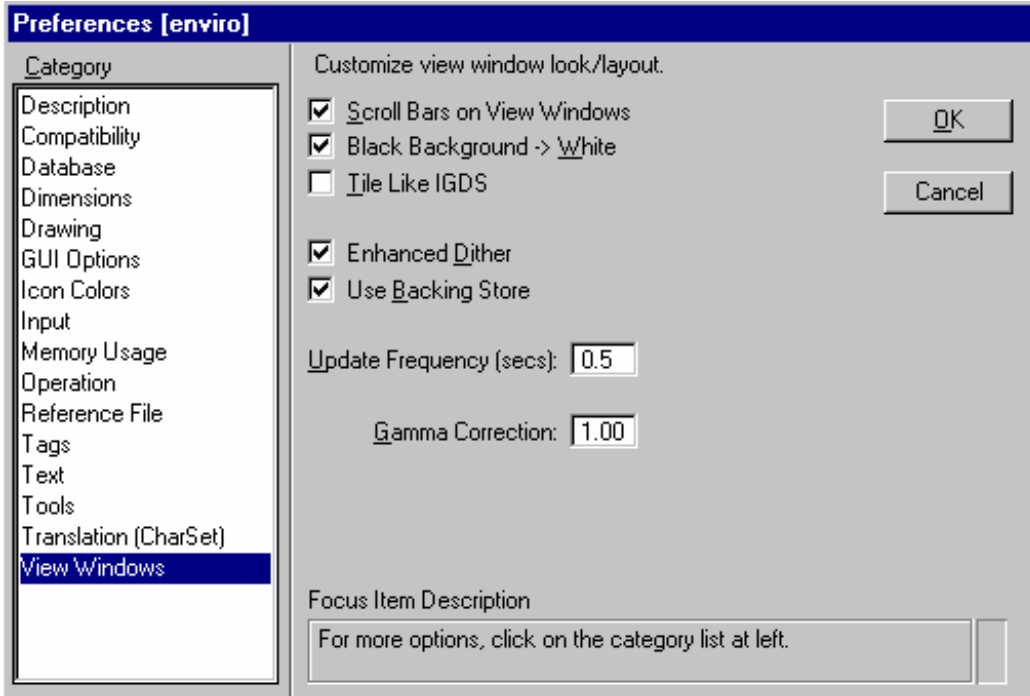 Preferences [enviro]
Category
Description
Compatibility
Database
Dimensions
Drawing
GUI Options
Icon Colors
Input
Memory Usage
Operation
Reference File
Tags
Text
Tools
Translation (CharSet)
View Windows
Customize view window look/layout.
Scroll Bars on View Windows
Black Background -> White
Tile Like IGDS
Enhanced Dither
Use Backing Store
Update Frequency (secs): 0.5
Gamma Correction: 1.00
OK
Cancel
Focus Item Description
For more options, click on the category list at left.